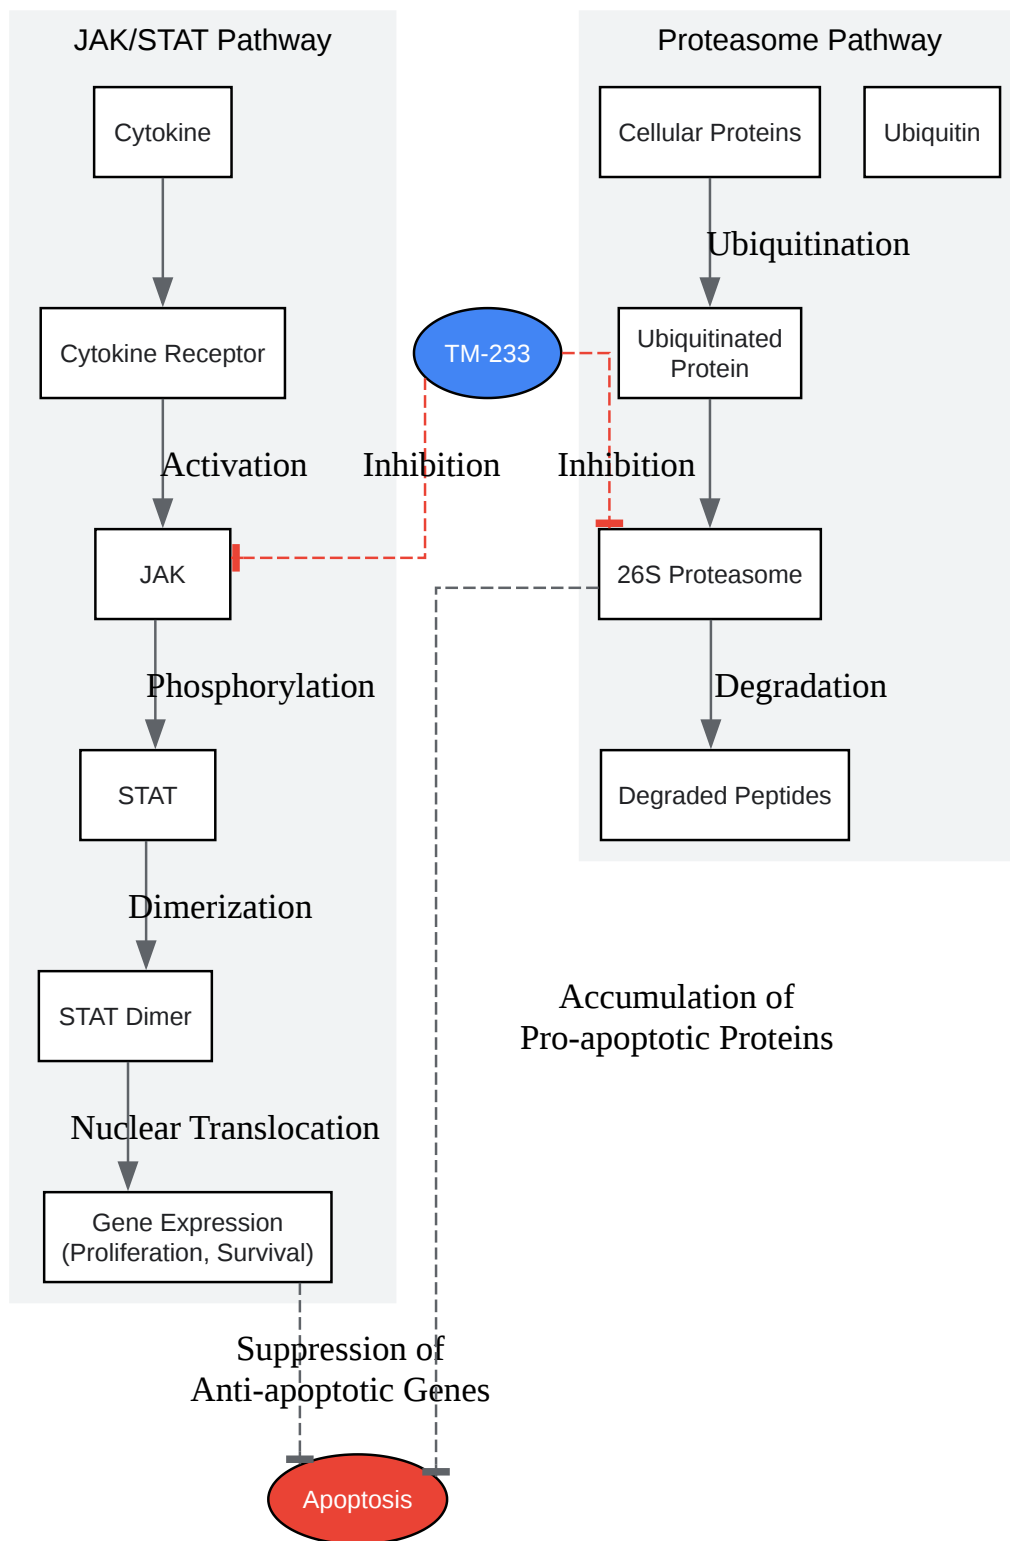 JAK/STAT Pathway
Proteasome Pathway
Cytokine
Cellular Proteins
Ubiquitin
Ubiquitination
Cytokine Receptor
TM-233
Ubiquitinated
Protein
Activation
Inhibition
Inhibition
JAK
26S Proteasome
Phosphorylation
Degradation
STAT
Degraded Peptides
Dimerization
STAT Dimer
Accumulation of
Pro-apoptotic Proteins
Nuclear Translocation
Gene Expression
(Proliferation, Survival)
Suppression of
Anti-apoptotic Genes
Apoptosis